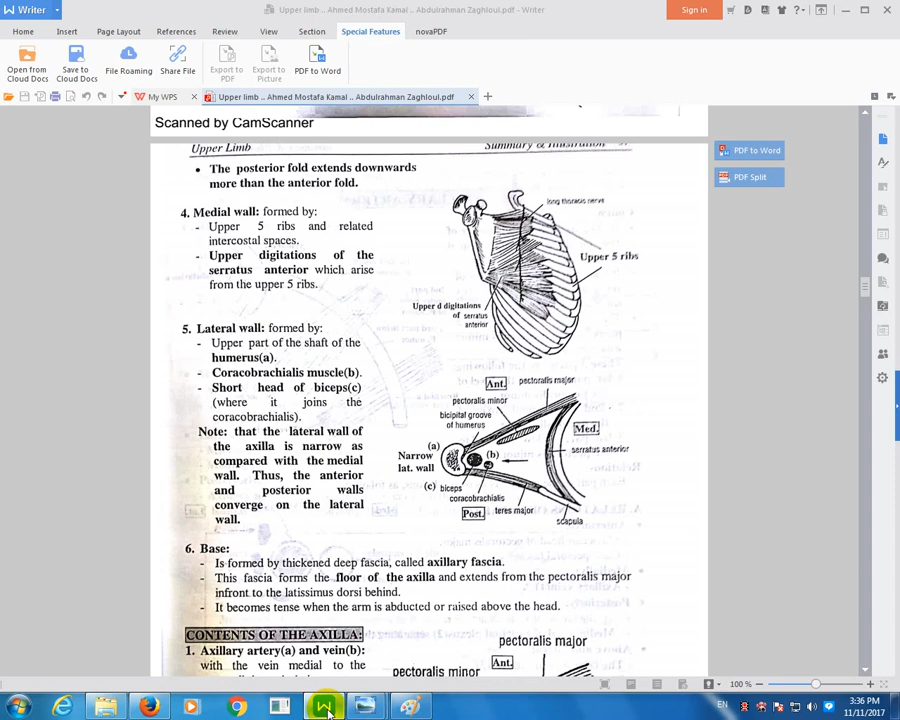 Writer
Upper limb .. Ahmed Mostafa Kamal .. Abdulrahman Zaghloul.pdf - Writer
Sign in
Home
Insert
Page Layout
References
Review
View
Section
Special Features
novaPDF
Open from Cloud Docs
Save to Cloud Docs
File Roaming
Share File
Export to PDF
Export to Picture
PDF to Word
My WPS
Upper limb .. Ahmed Mostafa Kamal .. Abdulrahman Zaghloul.pdf
Scanned by CamScanner
PDF to Word
PDF Split
Upper Limb
Summary & Illustration
• The posterior fold extends downwards
more than the anterior fold.
4. Medial wall: formed by:
- Upper 5 ribs and related
intercostal spaces.
- Upper digitations of the
serratus anterior which arise
from the upper 5 ribs.
long thoracic nerve
Upper 5 ribs
Upper d digitations
of serratus
anterior
5. Lateral wall: formed by:
- Upper part of the shaft of the
humerus(a).
- Coracobrachialis muscle(b).
- Short head of biceps(c)
(where it joins the
coracobrachialis).
Note: that the lateral wall of
the axilla is narrow as
compared with the medial
wall. Thus, the anterior
and posterior walls
converge on the lateral
wall.
Ant.
pectoralis major
pectoralis minor
bicipital groove
of humerus
Med.
(a)
Narrow
lat. wall
(b)
serratus anterior
(c)
biceps
coracobrachialis
Post.
teres major
scapula
6. Base:
- Is formed by thickened deep fascia, called axillary fascia.
- This fascia forms the floor of the axilla and extends from the pectoralis major
infront to the latissimus dorsi behind.
- It becomes tense when the arm is abducted or raised above the head.
CONTENTS OF THE AXILLA:
1. Axillary artery(a) and vein(b):
with the vein medial to the
pectoralis major
Ant.
pectoralis minor
100 %
EN
3:36 PM
11/11/2017